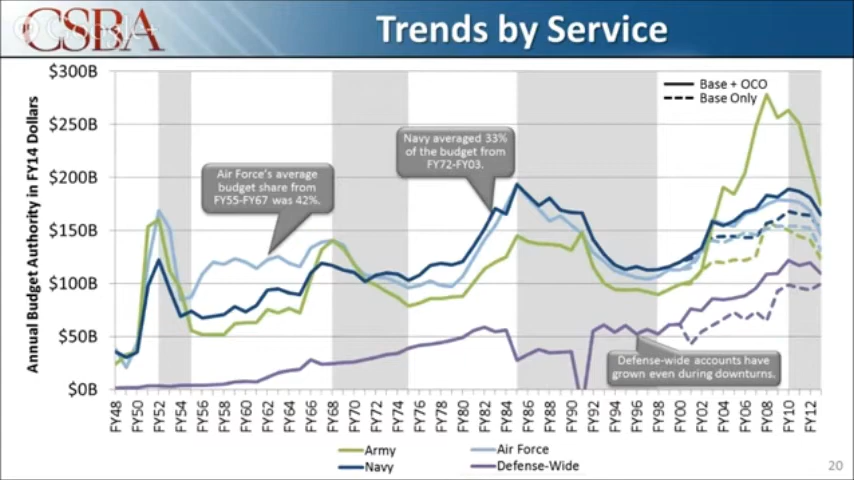 CSBA
Google+
Trends by Service
$300B
$250B
$200B
$150B
$100B
$50B
$0B
Annual Budget Authority in FY14 Dollars
Base + OCO
Base Only
Air Force's average
budget share from
FY55-FY67 was 42%.
Navy averaged 33%
of the budget from
FY72-FY03.
Defense-wide accounts have
grown even during downturns.
FY48
FY50
FY52
FY54
FY56
FY58
FY60
FY62
FY64
FY66
FY68
FY70
FY72
FY74
FY76
FY78
FY80
FY82
FY84
FY86
FY88
FY90
FY92
FY94
FY96
FY98
FY00
FY02
FY04
FY06
FY08
FY10
FY12
Army
Air Force
Navy
Defense-Wide
20